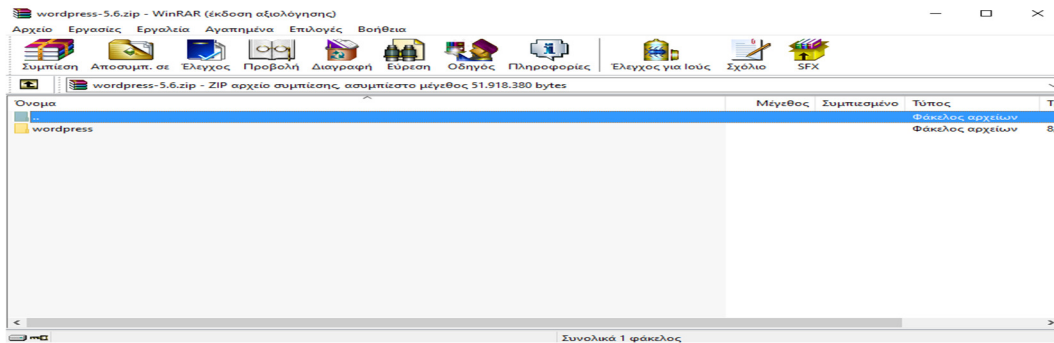 wordpress-5.6.zip - WinRAR (έκδοση αξιολόγησης)
Αρχείο Εργασίες Εργαλεία Αγαπημένα Επιλογές Βοήθεια
Συμπίεση Αποσυμπ. σε Έλεγχος Προβολή Διαγραφή Εύρεση Οδηγός Πληροφορίες Έλεγχος για Ιούς Σχόλιο SFX
wordpress-5.6.zip - ZIP αρχείο συμπίεσης, ασυμπίεστο μέγεθος 51.918.380 bytes
Όνομα Μέγεθος Συμπιεσμένο Τύπος Τ
.. Φάκελος αρχείων
wordpress Φάκελος αρχείων 8
Συνολικά 1 φάκελος